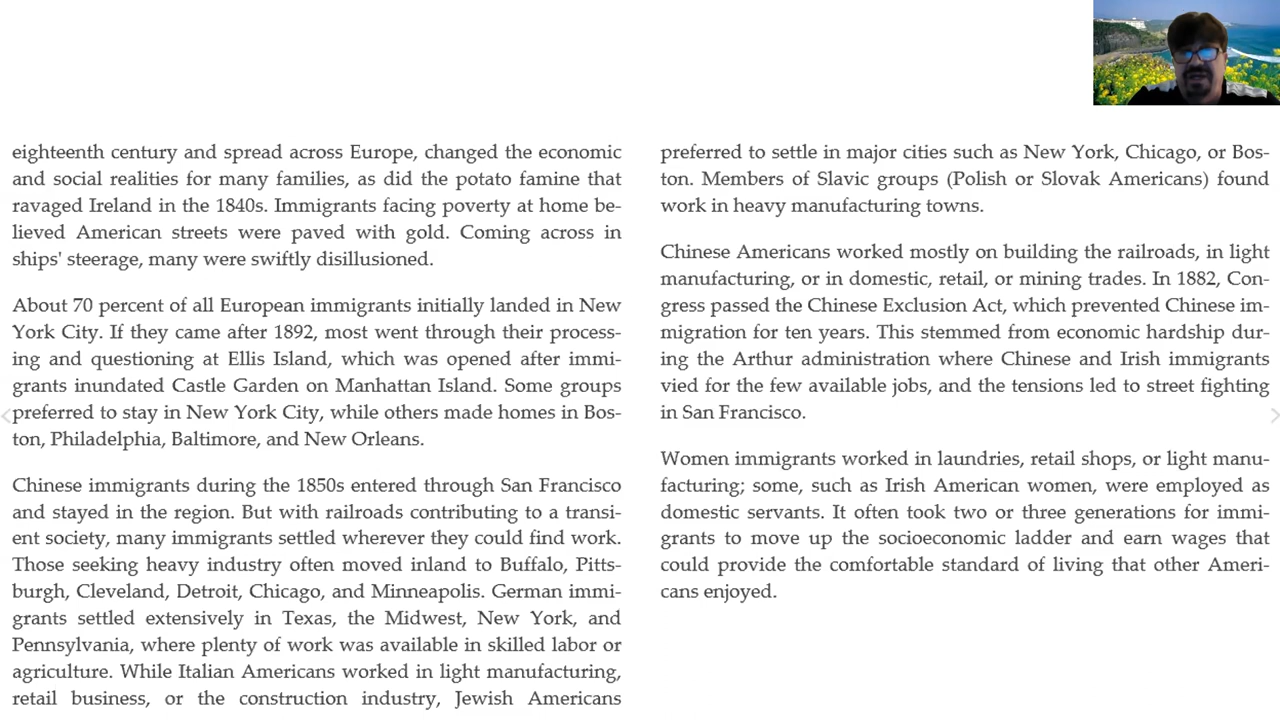 eighteenth century and spread across Europe, changed the economic
and social realities for many families, as did the potato famine that
ravaged Ireland in the 1840s. Immigrants facing poverty at home be-
lieved American streets were paved with gold. Coming across in
ships' steerage, many were swiftly disillusioned.
About 70 percent of all European immigrants initially landed in New
York City. If they came after 1892, most went through their process-
ing and questioning at Ellis Island, which was opened after immi-
grants inundated Castle Garden on Manhattan Island. Some groups
preferred to stay in New York City, while others made homes in Bos-
ton, Philadelphia, Baltimore, and New Orleans.
Chinese immigrants during the 1850s entered through San Francisco
and stayed in the region. But with railroads contributing to a transi-
ent society, many immigrants settled wherever they could find work.
Those seeking heavy industry often moved inland to Buffalo, Pitts-
burgh, Cleveland, Detroit, Chicago, and Minneapolis. German immi-
grants settled extensively in Texas, the Midwest, New York, and
Pennsylvania, where plenty of work was available in skilled labor or
agriculture. While Italian Americans worked in light manufacturing,
retail business, or the construction industry, Jewish Americans
preferred to settle in major cities such as New York, Chicago, or Bos-
ton. Members of Slavic groups (Polish or Slovak Americans) found
work in heavy manufacturing towns.
Chinese Americans worked mostly on building the railroads, in light
manufacturing, or in domestic, retail, or mining trades. In 1882, Con-
gress passed the Chinese Exclusion Act, which prevented Chinese im-
migration for ten years. This stemmed from economic hardship dur-
ing the Arthur administration where Chinese and Irish immigrants
vied for the few available jobs, and the tensions led to street fighting
in San Francisco.
Women immigrants worked in laundries, retail shops, or light manu-
facturing; some, such as Irish American women, were employed as
domestic servants. It often took two or three generations for immi-
grants to move up the socioeconomic ladder and earn wages that
could provide the comfortable standard of living that other Ameri-
cans enjoyed.